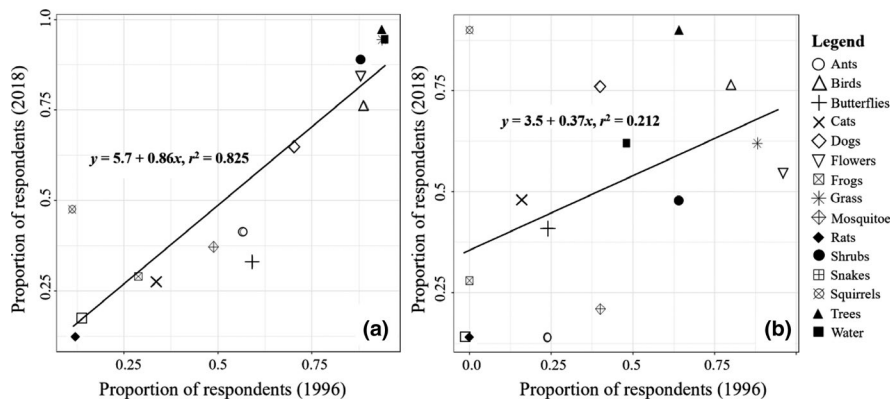 y = 5.7 + 0.86x, r² = 0.825
(a)
Proportion of respondents (2018)
1.0
0.75
0.5
0.25
0.25
0.5
0.75
Proportion of respondents (1996)
y = 3.5 + 0.37x, r² = 0.212
(b)
Proportion of respondents (2018)
0.75
0.5
0.25
0.0
0.25
0.50
0.75
Proportion of respondents (1996)
Legend
Ants
Birds
Butterflies
Cats
Dogs
Flowers
Frogs
Grass
Mosquitoe
Rats
Shrubs
Snakes
Squirrels
Trees
Water